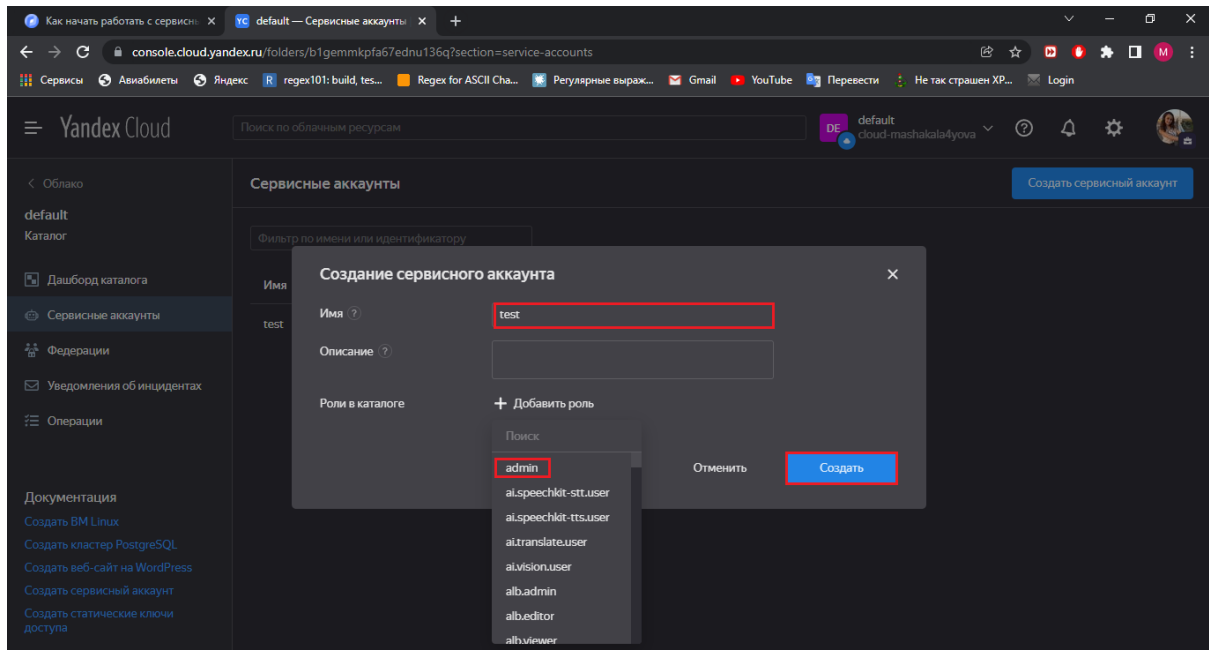 Как начать работать с сервисны
YC default — Сервисные аккаунты
console.cloud.yandex.ru/folders/b1gemmkpfa67ednu136q?section=service-accounts
Сервисы Авиабилеты Яндекс R regex101: build, tes... Regex for ASCII Cha... Регулярные выраж... Gmail YouTube Перевести Не так страшен XP... Login
M
Yandex Cloud
Поиск по облачным ресурсам
DE default
cloud-mashakala4yova
Облако
Сервисные аккаунты
Создать сервисный аккаунт
default
Каталог
Фильтр по имени или идентификатору
Дашборд каталога
Имя
Сервисные аккаунты
test
Федерации
Уведомления об инцидентах
Операции
Создание сервисного аккаунта
Имя ? test
Описание ?
Роли в каталоге + Добавить роль
Поиск
admin
ai.speechkit-stt.user
ai.speechkit-tts.user
ai.translate.user
ai.vision.user
alb.admin
alb.editor
alb.viewer
Отменить
Создать
Документация
Создать ВМ Linux
Создать кластер PostgreSQL
Создать веб-сайт на WordPress
Создать сервисный аккаунт
Создать статические ключи
доступа